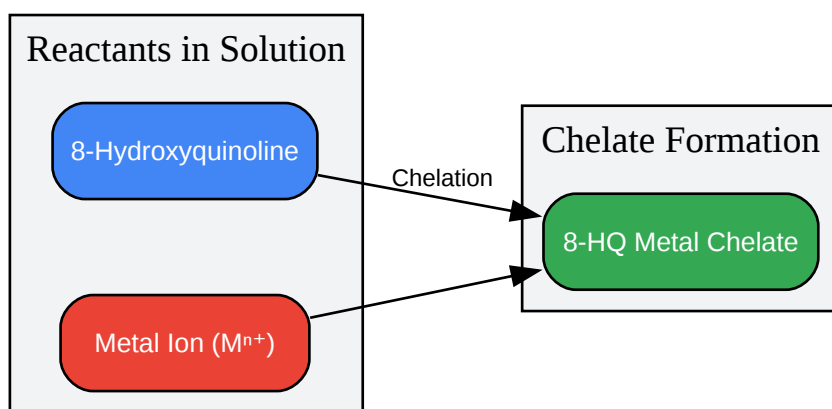 Reactants in Solution
8-Hydroxyquinoline
Chelation
Metal Ion (Mⁿ⁺)
Chelate Formation
8-HQ Metal Chelate